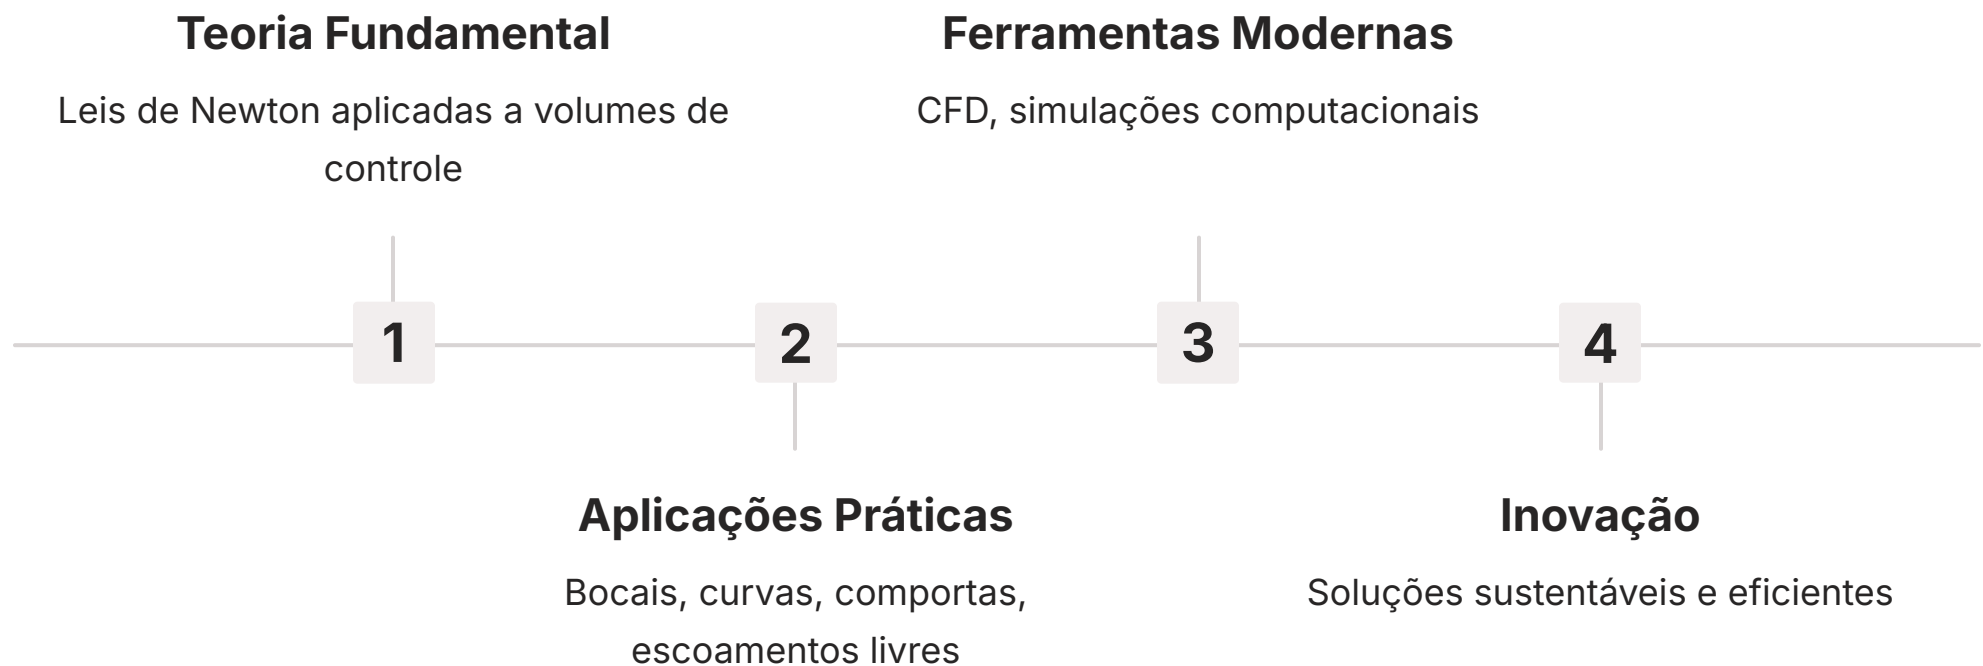 Teoria Fundamental
Leis de Newton aplicadas a volumes de
controle
Ferramentas Modernas
CFD, simulações computacionais
1
2
3
4
Aplicações Práticas
Bocais, curvas, comportas,
escoamentos livres
Inovação
Soluções sustentáveis e eficientes